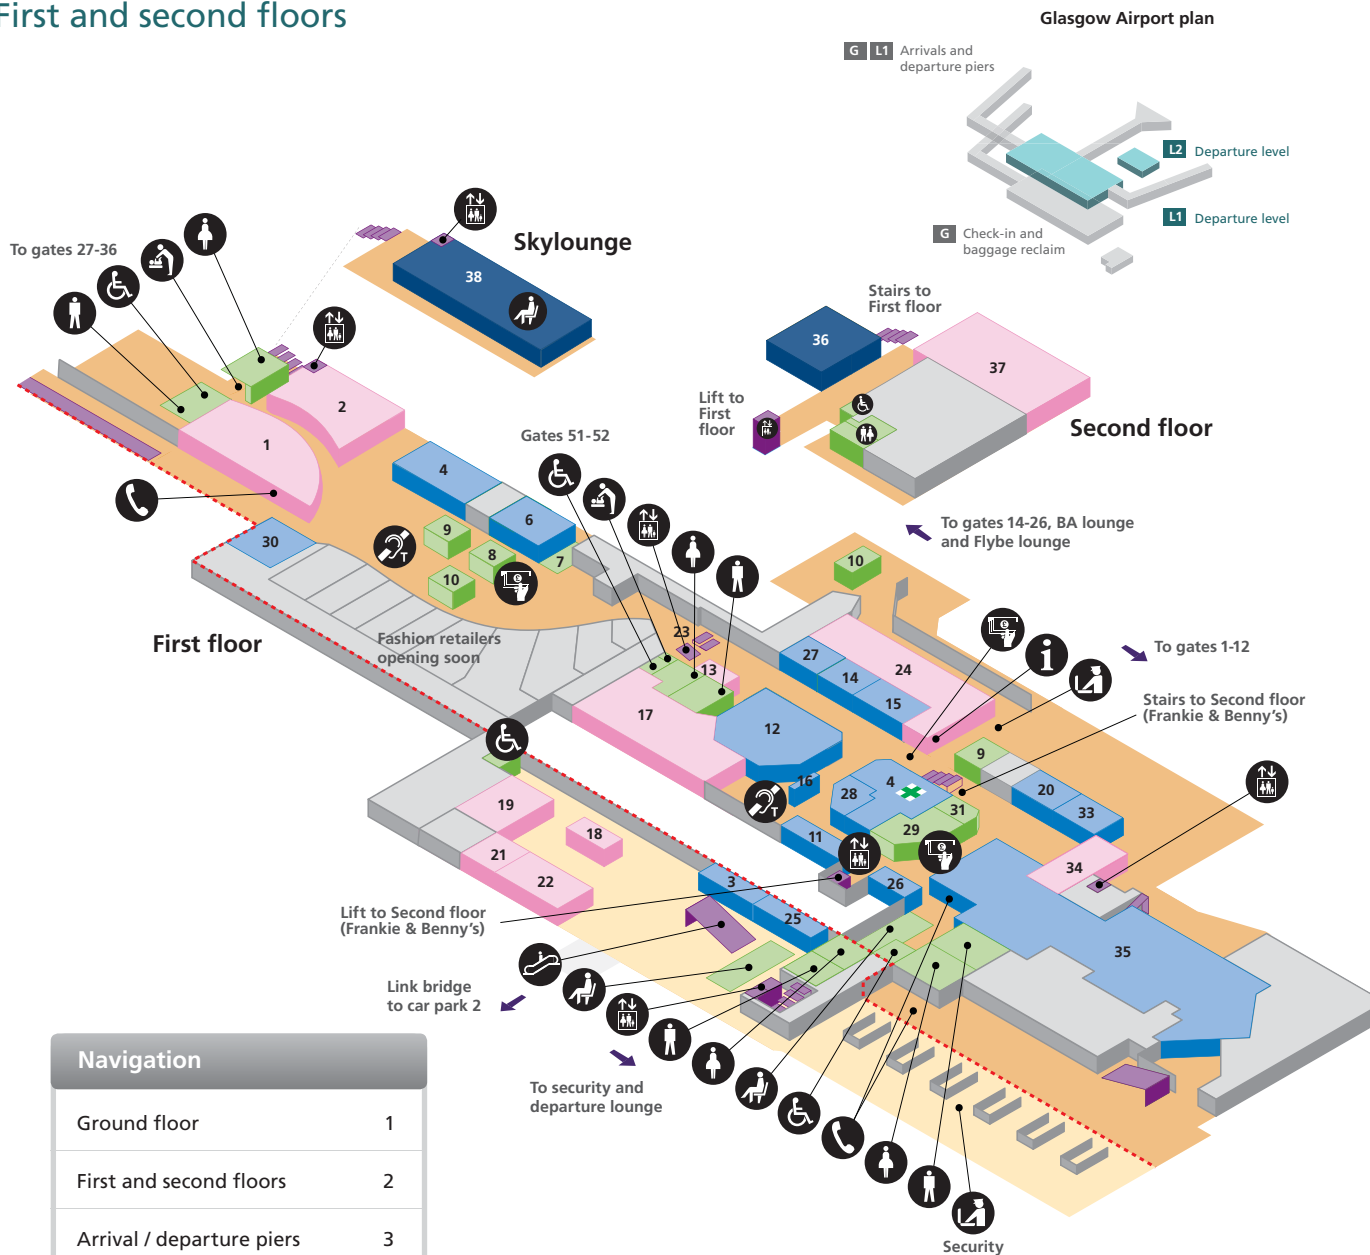 First and second floors
Glasgow Airport plan
G L1 Arrivals and
departure piers
L2 Departure level
L1 Departure level
G Check-in and
baggage reclaim
To gates 27-36
Skylounge
38
Stairs to
First floor
36
37
Lift to
First
floor
Second floor
1
2
Gates 51-52
4
6
9
8
7
10
30
To gates 14-26, BA lounge
and Flybe lounge
10
First floor
Fashion retailers
opening soon
23
13
17
12
16
27
14
15
24
To gates 1-12
Stairs to Second floor
(Frankie & Benny's)
9
20
33
4
28
31
29
11
26
34
35
19
18
21
22
3
25
Lift to Second floor
(Frankie & Benny's)
Link bridge
to car park 2
To security and
departure lounge
Security
T
T
i
£
£
£
Navigation
Ground floor 1
First and second floors 2
Arrival / departure piers 3